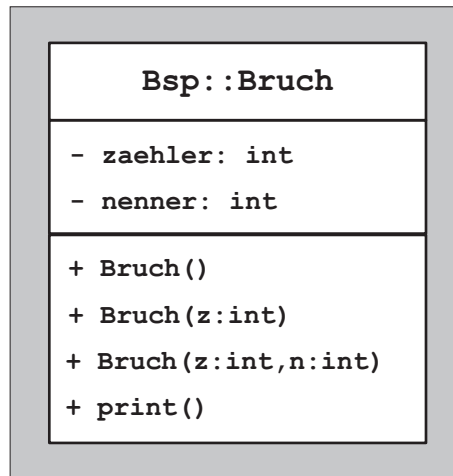 Bsp::Bruch
- zaehler: int
- nenner: int
+ Bruch()
+ Bruch(z:int)
+ Bruch(z:int,n:int)
+ print()